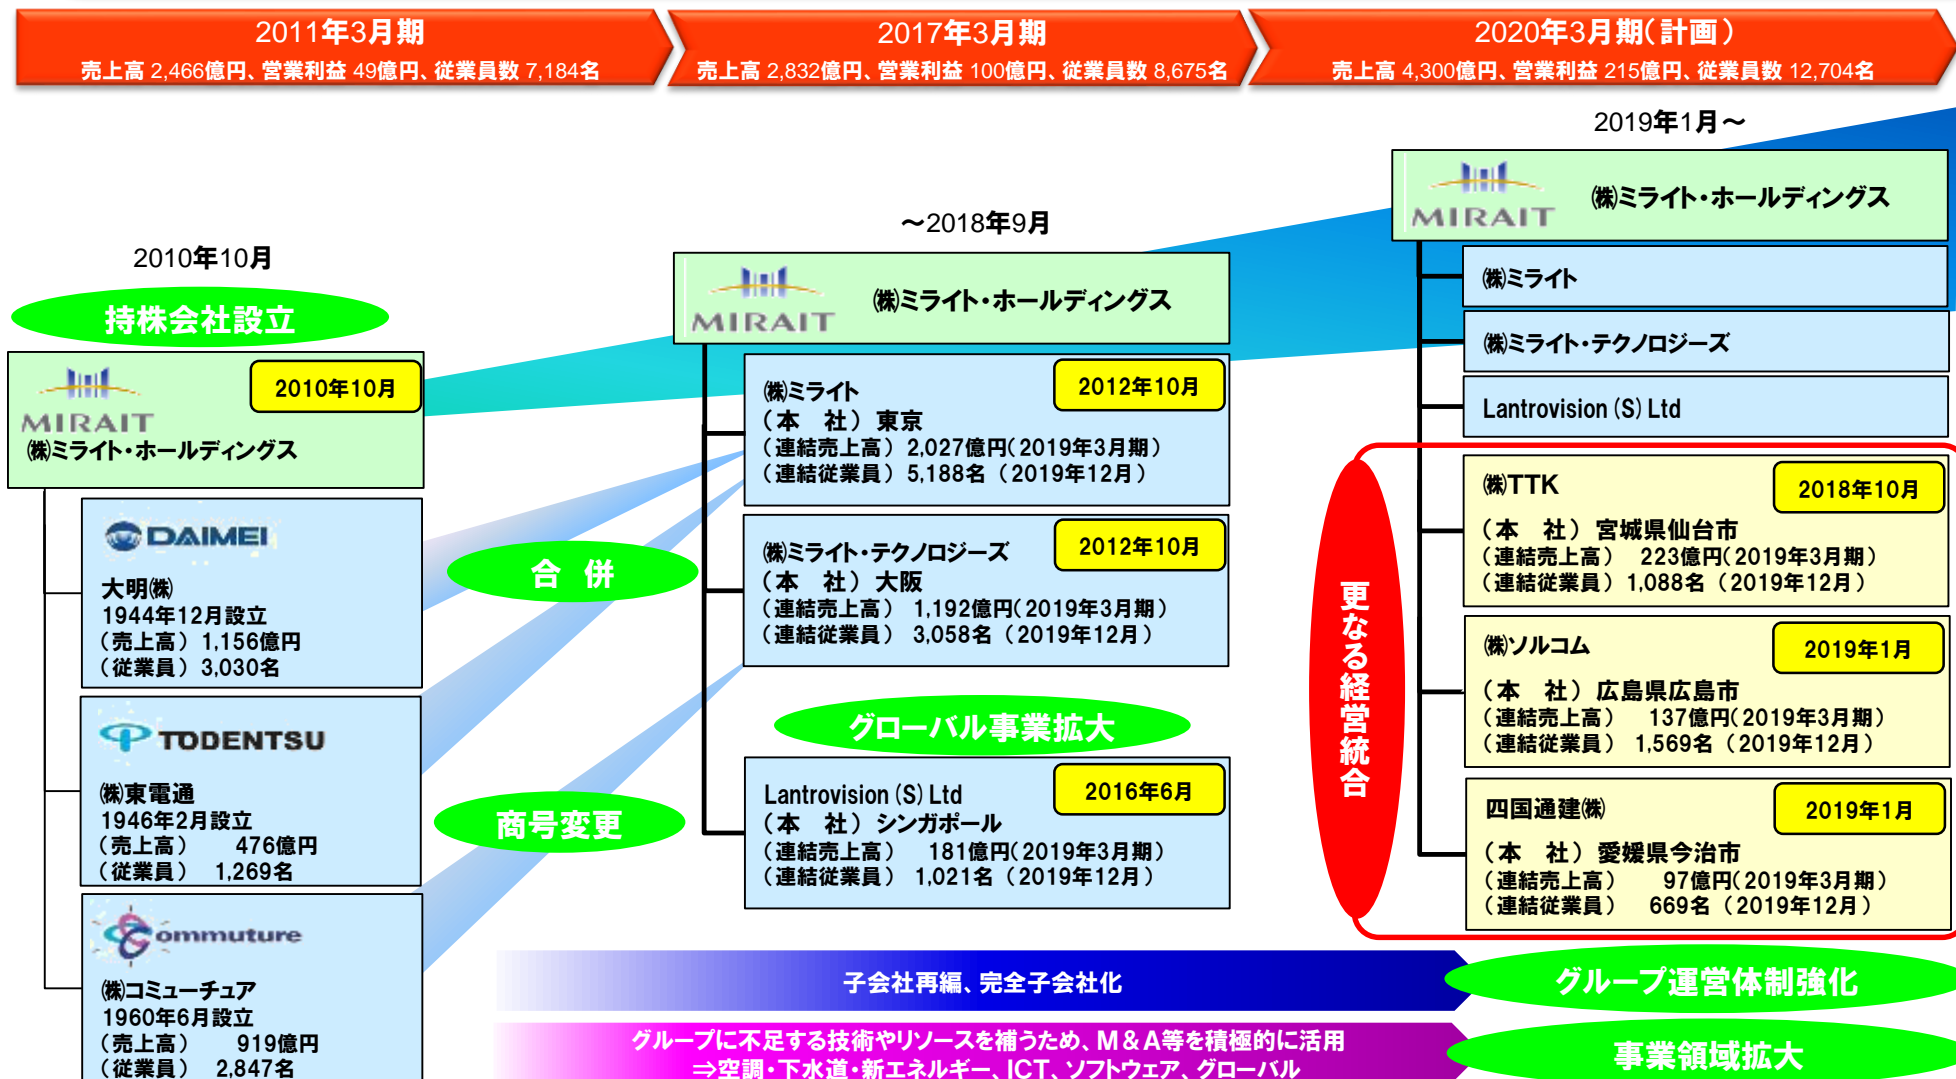 2011年3月期
売上高 2,466億円、営業利益 49億円、従業員数 7,184名
2017年3月期
売上高 2,832億円、営業利益 100億円、従業員数 8,675名
2020年3月期(計画)
売上高 4,300億円、営業利益 215億円、従業員数 12,704名
2010年10月
持株会社設立
2010年10月
MIRAIT
㈱ミライト・ホールディングス
DAIMEI
大明㈱
1944年12月設立
(売上高) 1,156億円
(従業員) 3,030名
TODENTSU
㈱東電通
1946年2月設立
(売上高) 476億円
(従業員) 1,269名
Commuture
㈱コミューチュア
1960年6月設立
(売上高) 919億円
(従業員) 2,847名
合 併
商号変更
～2018年9月
MIRAIT
㈱ミライト・ホールディングス
㈱ミライト
2012年10月
(本 社) 東京
(連結売上高) 2,027億円(2019年3月期)
(連結従業員) 5,188名 (2019年12月)
㈱ミライト・テクノロジーズ
2012年10月
(本 社) 大阪
(連結売上高) 1,192億円(2019年3月期)
(連結従業員) 3,058名 (2019年12月)
グローバル事業拡大
Lantrovision (S) Ltd
2016年6月
(本 社) シンガポール
(連結売上高) 181億円(2019年3月期)
(連結従業員) 1,021名 (2019年12月)
2019年1月～
MIRAIT
㈱ミライト・ホールディングス
㈱ミライト
㈱ミライト・テクノロジーズ
Lantrovision (S) Ltd
更なる経営統合
㈱TTK
2018年10月
(本 社) 宮城県仙台市
(連結売上高) 223億円(2019年3月期)
(連結従業員) 1,088名 (2019年12月)
㈱ソルコム
2019年1月
(本 社) 広島県広島市
(連結売上高) 137億円(2019年3月期)
(連結従業員) 1,569名 (2019年12月)
四国通建㈱
2019年1月
(本 社) 愛媛県今治市
(連結売上高) 97億円(2019年3月期)
(連結従業員) 669名 (2019年12月)
子会社再編、完全子会社化
グループ運営体制強化
グループに不足する技術やリソースを補うため、M&A等を積極的に活用
⇒空調・下水道・新エネルギー、ICT、ソフトウェア、グローバル
事業領域拡大